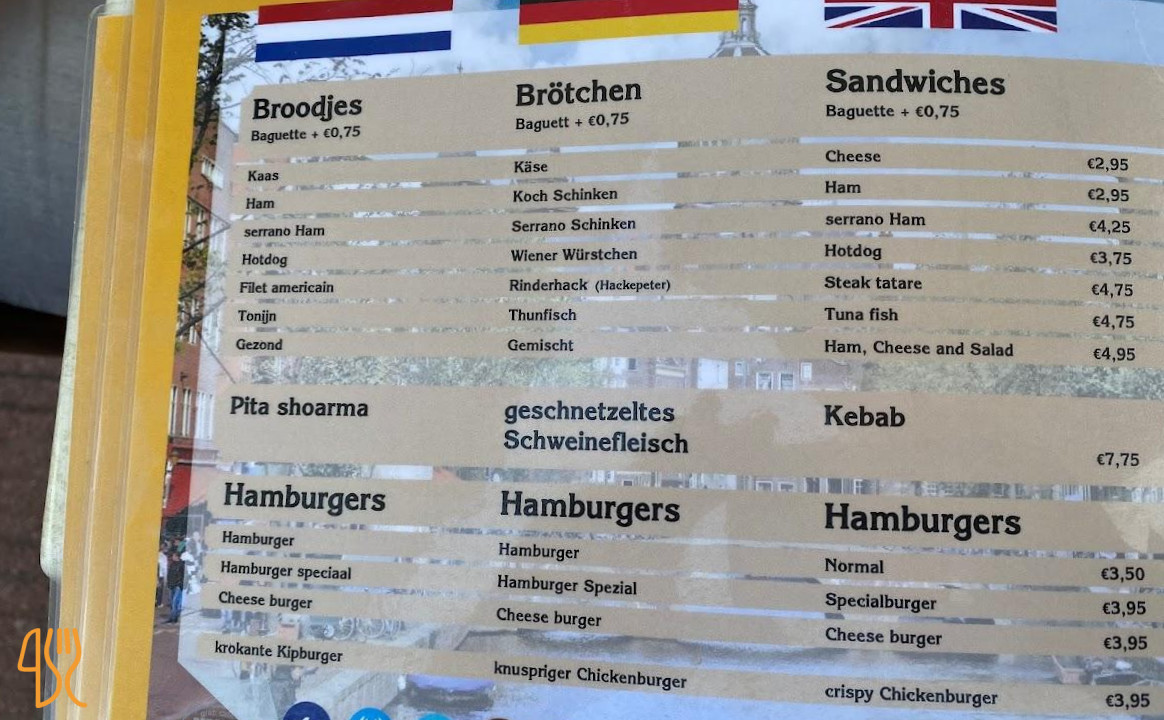 Broodjes Brötchen Sandwiches
Baguette + €0,75 Baguett + €0,75 Baguette + €0,75
Kaas Käse Cheese €2,95
Ham Koch Schinken Ham €2,95
serrano Ham Serrano Schinken serrano Ham €4,25
Hotdog Wiener Würstchen Hotdog €3,75
Filet americain Rinderhack (Hackepeter) Steak tatare €4,75
Tonijn Thunfisch Tuna fish €4,75
Gezond Gemischt Ham, Cheese and Salad €4,95
Pita shoarma geschnetzeltes Kebab
Schweinefleisch €7,75
Hamburgers Hamburgers Hamburgers
Hamburger Hamburger Normal €3,50
Hamburger speciaal Hamburger Spezial Specialburger €3,95
Cheese burger Cheese burger Cheese burger €3,95
krokante Kipburger knuspriger Chickenburger crispy Chickenburger €3,95